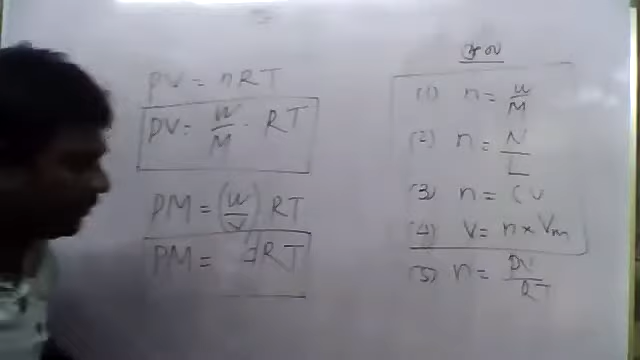 PV = nRT
PV = W/M · RT
PM = (W/V) RT
PM = dRT
(1) n = w/M
(2) n = N/L
(3) n = CV
(4) V = n × Vm
(5) n = PV/RT